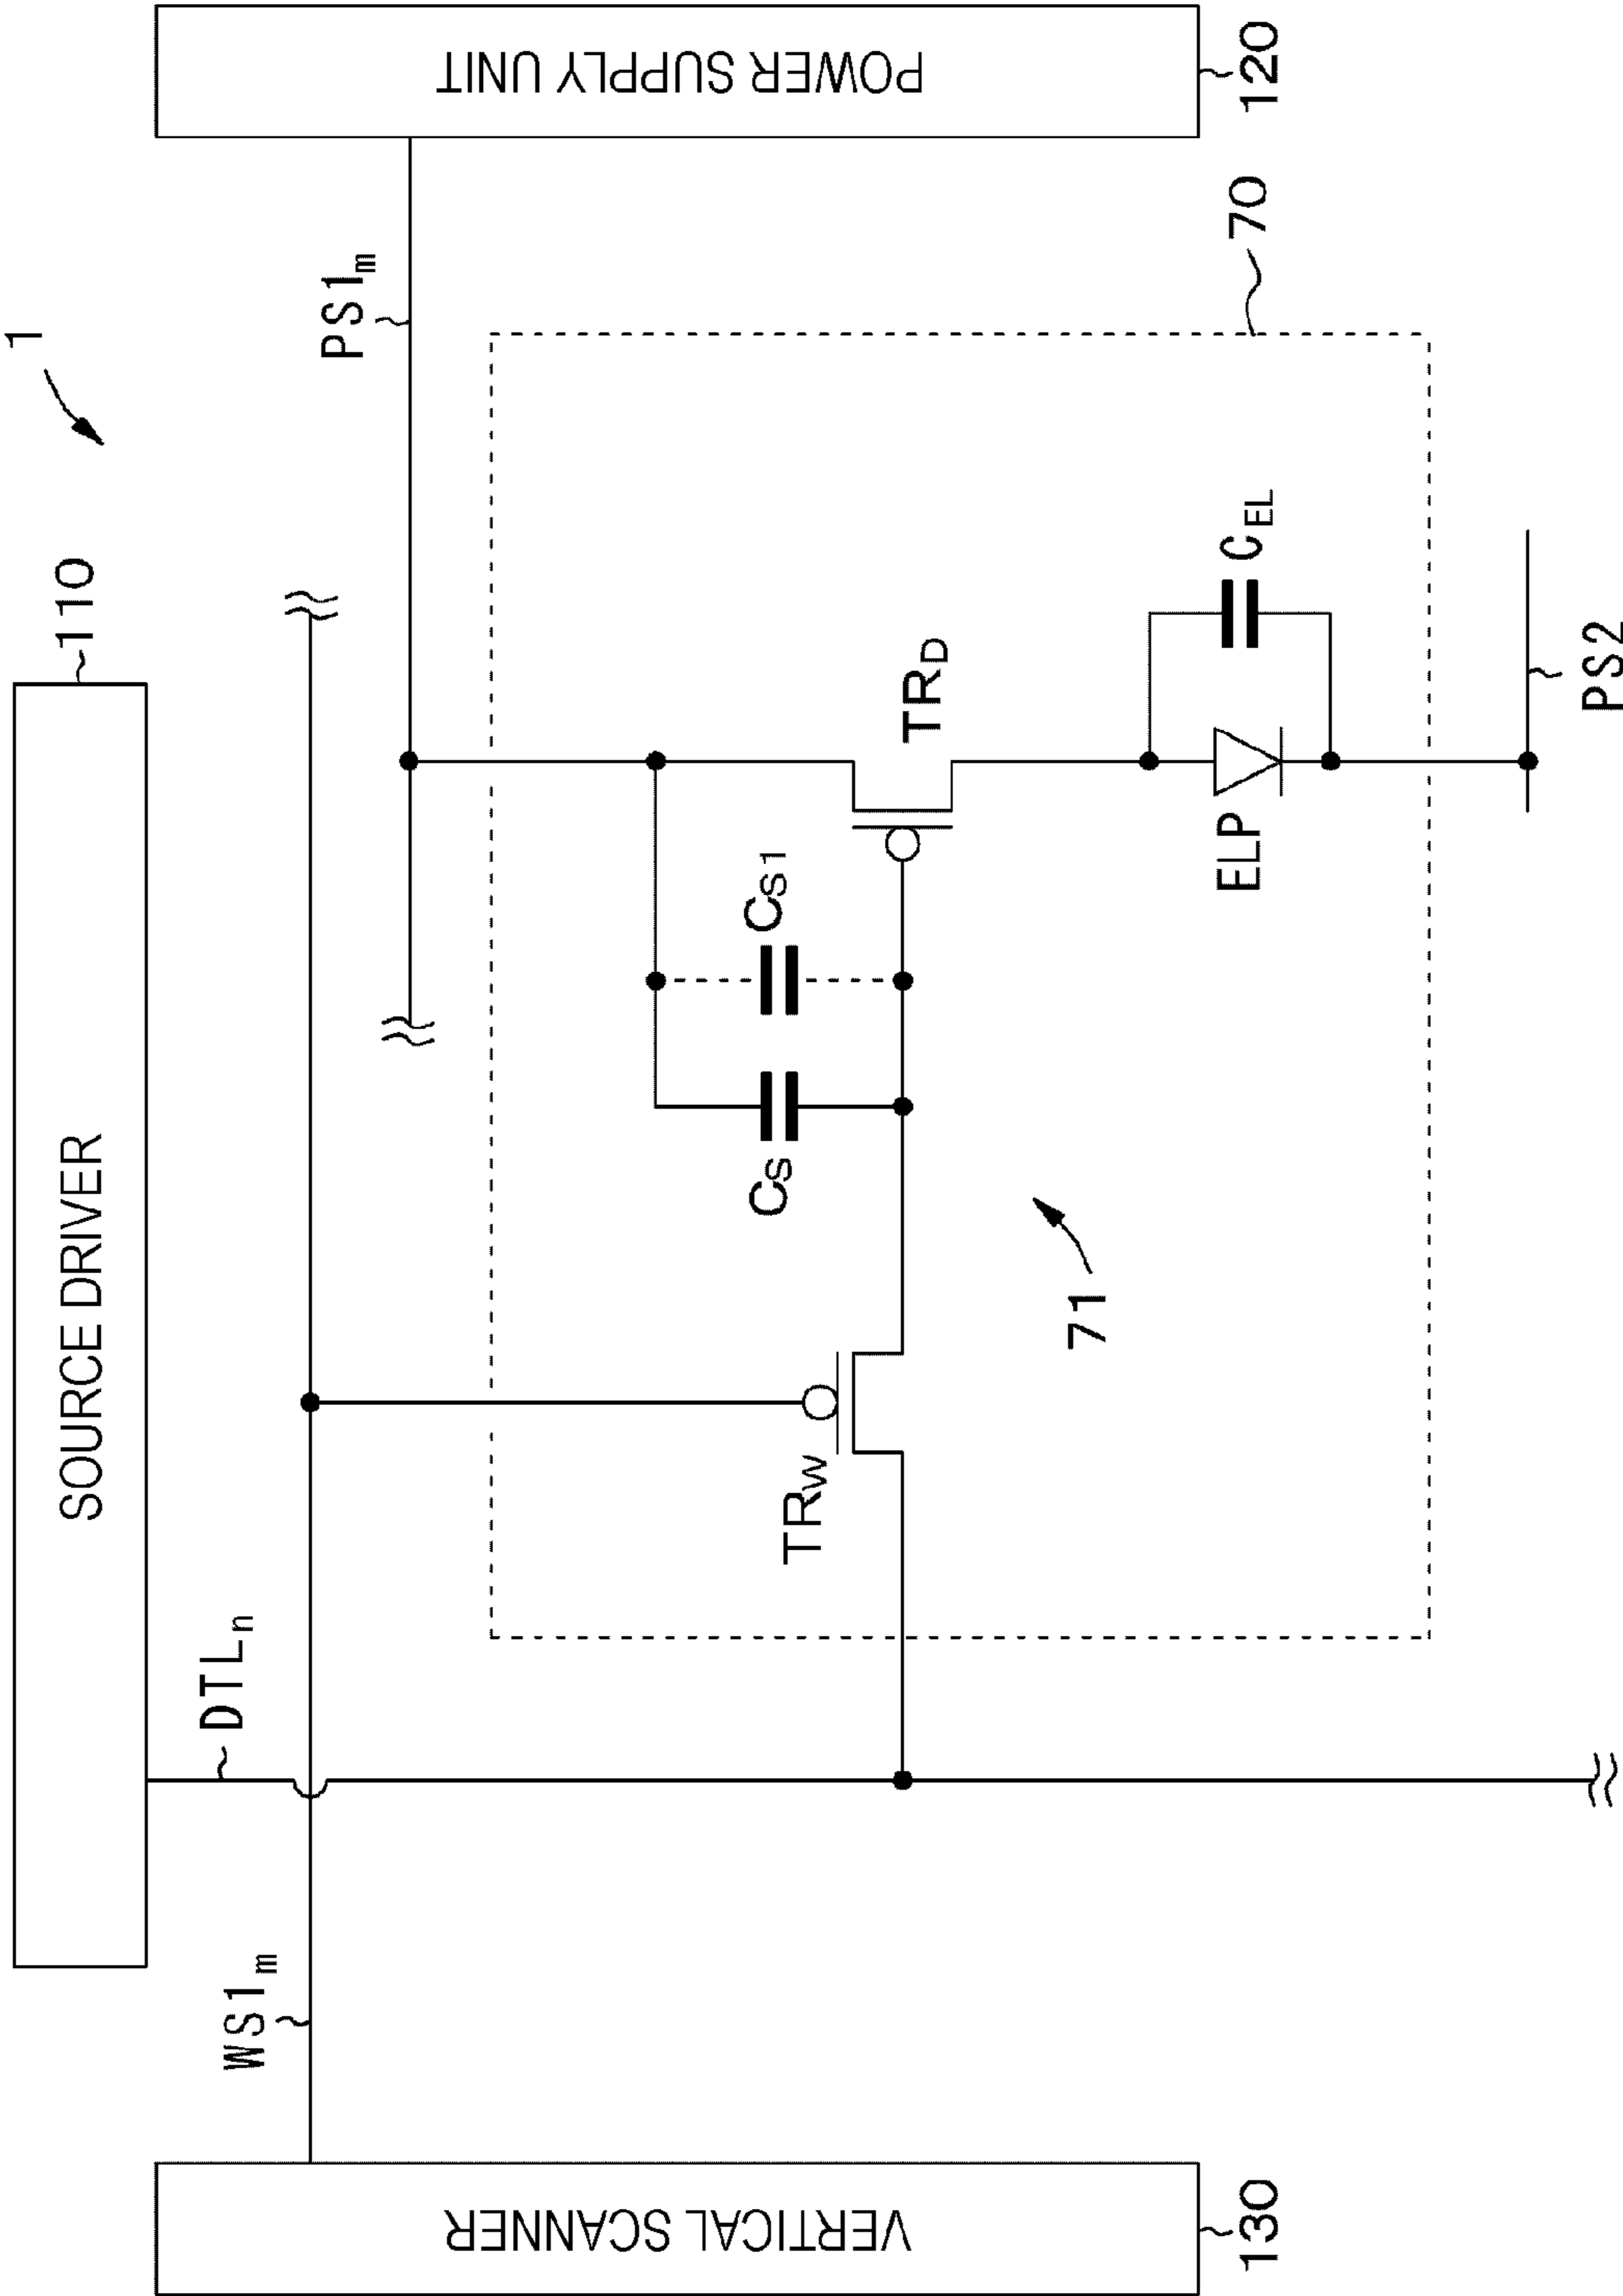 1
SOURCE DRIVER
110
DTLn
WS1m
PS1m
VERTICAL SCANNER
130
POWER SUPPLY UNIT
120
70
TRW
CS
CS1
TRD
71
ELP
CEL
PS2